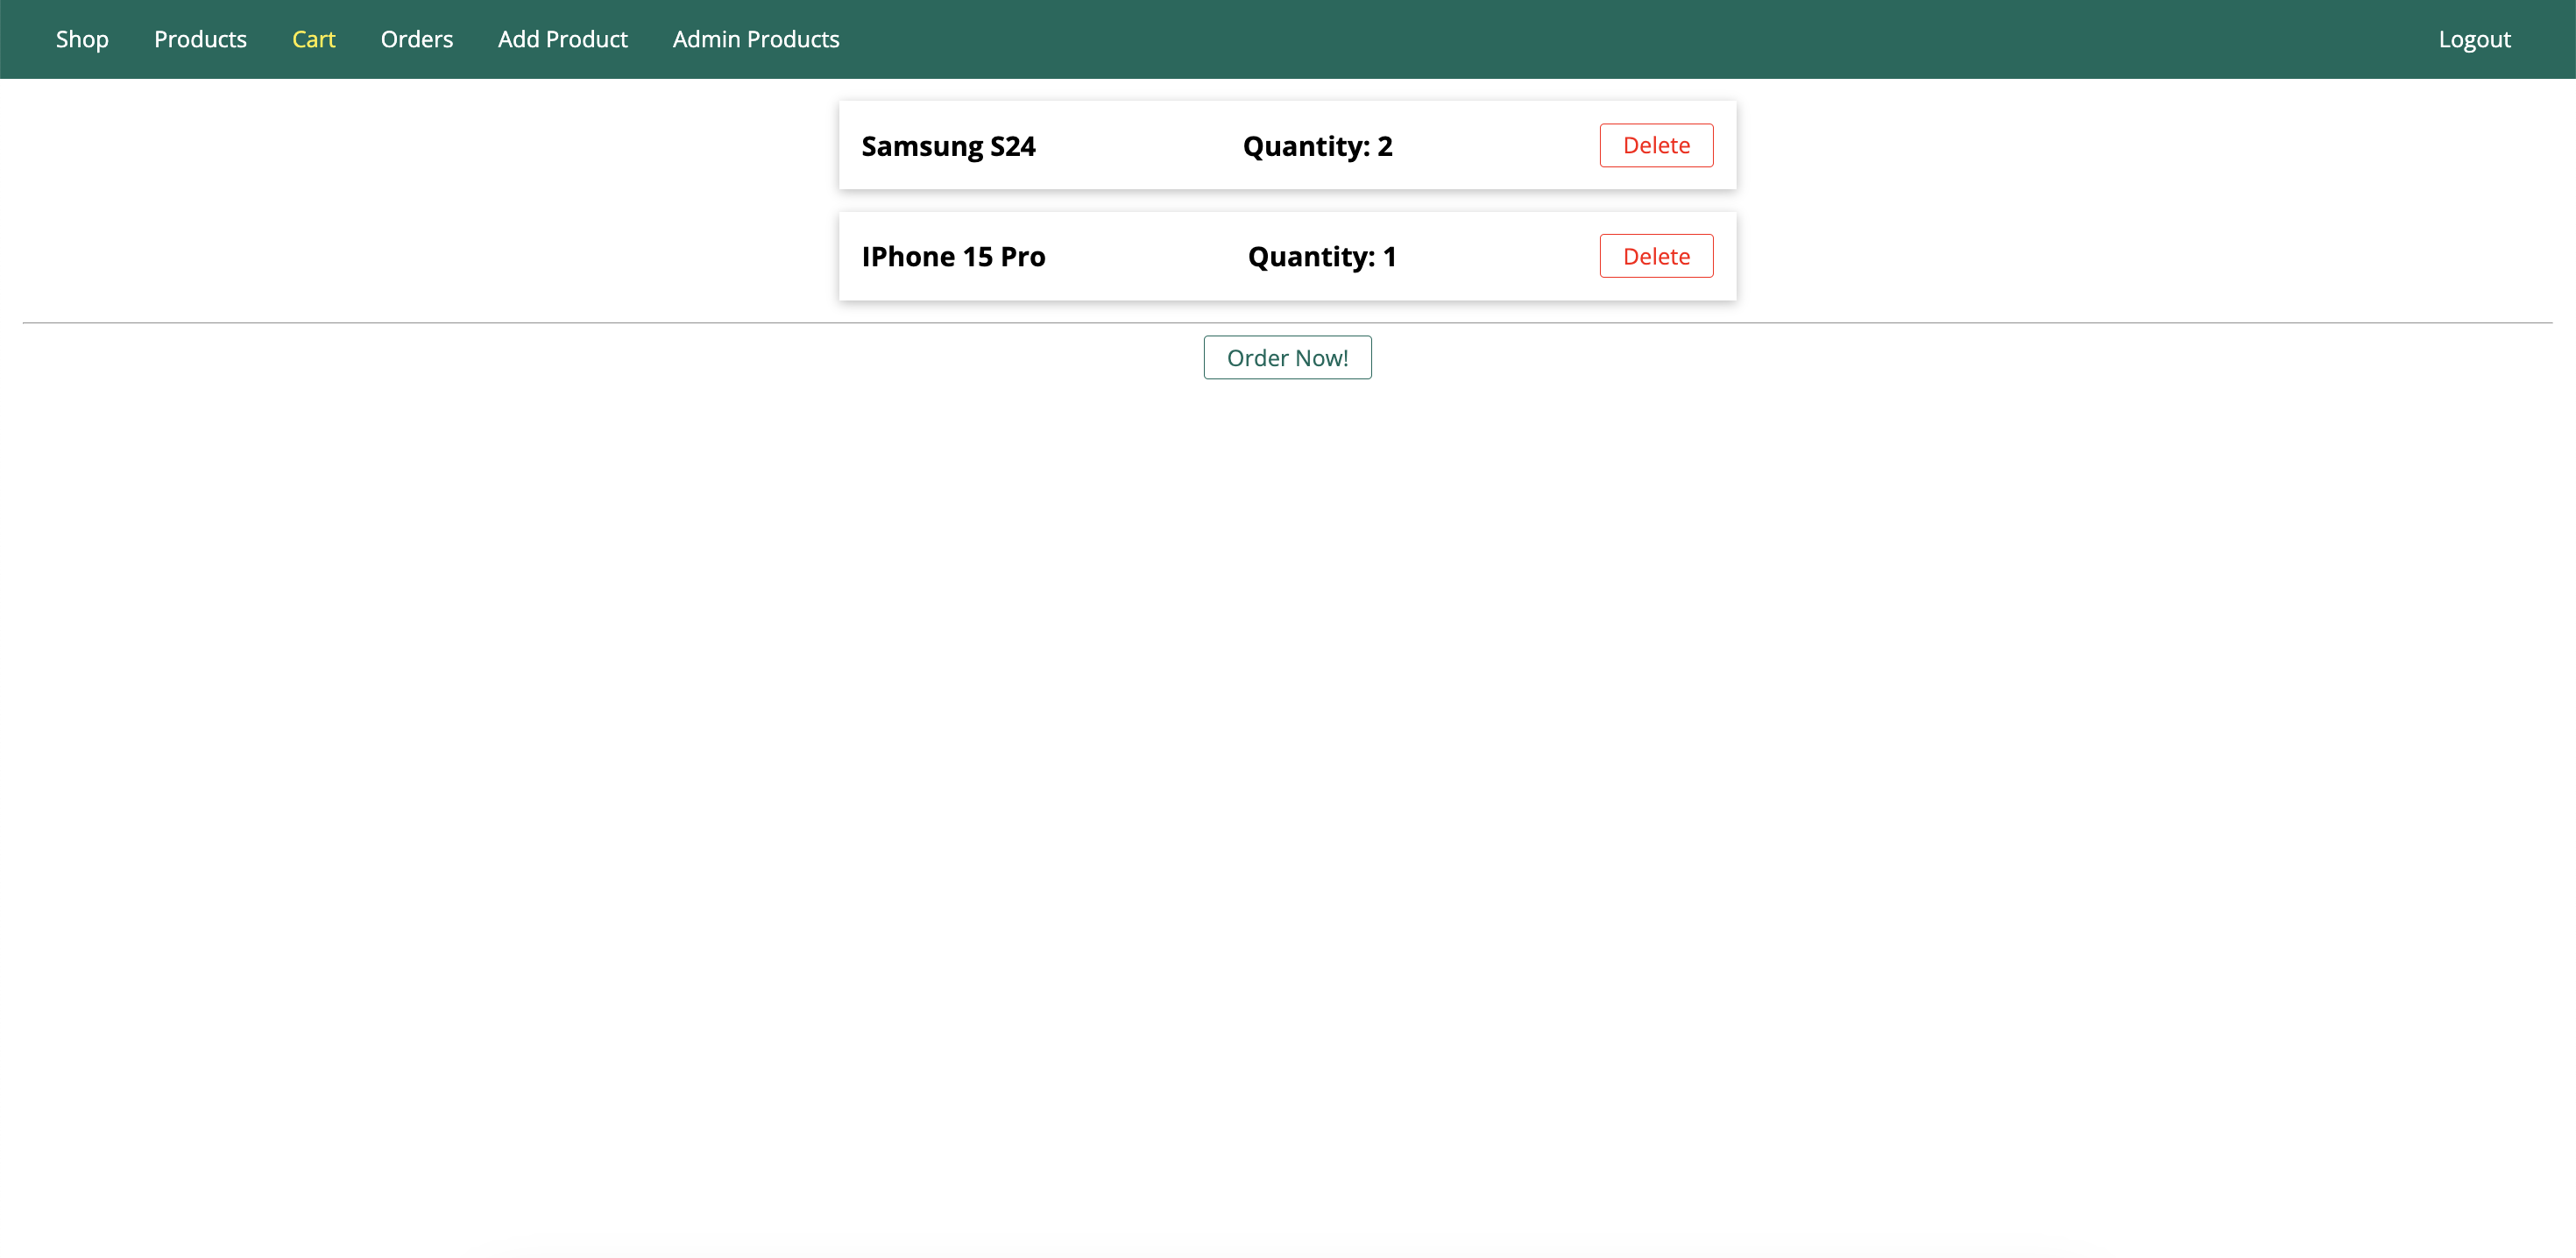 Shop Products Cart Orders Add Product Admin Products Logout
Samsung S24 Quantity: 2 Delete
IPhone 15 Pro Quantity: 1 Delete
Order Now!